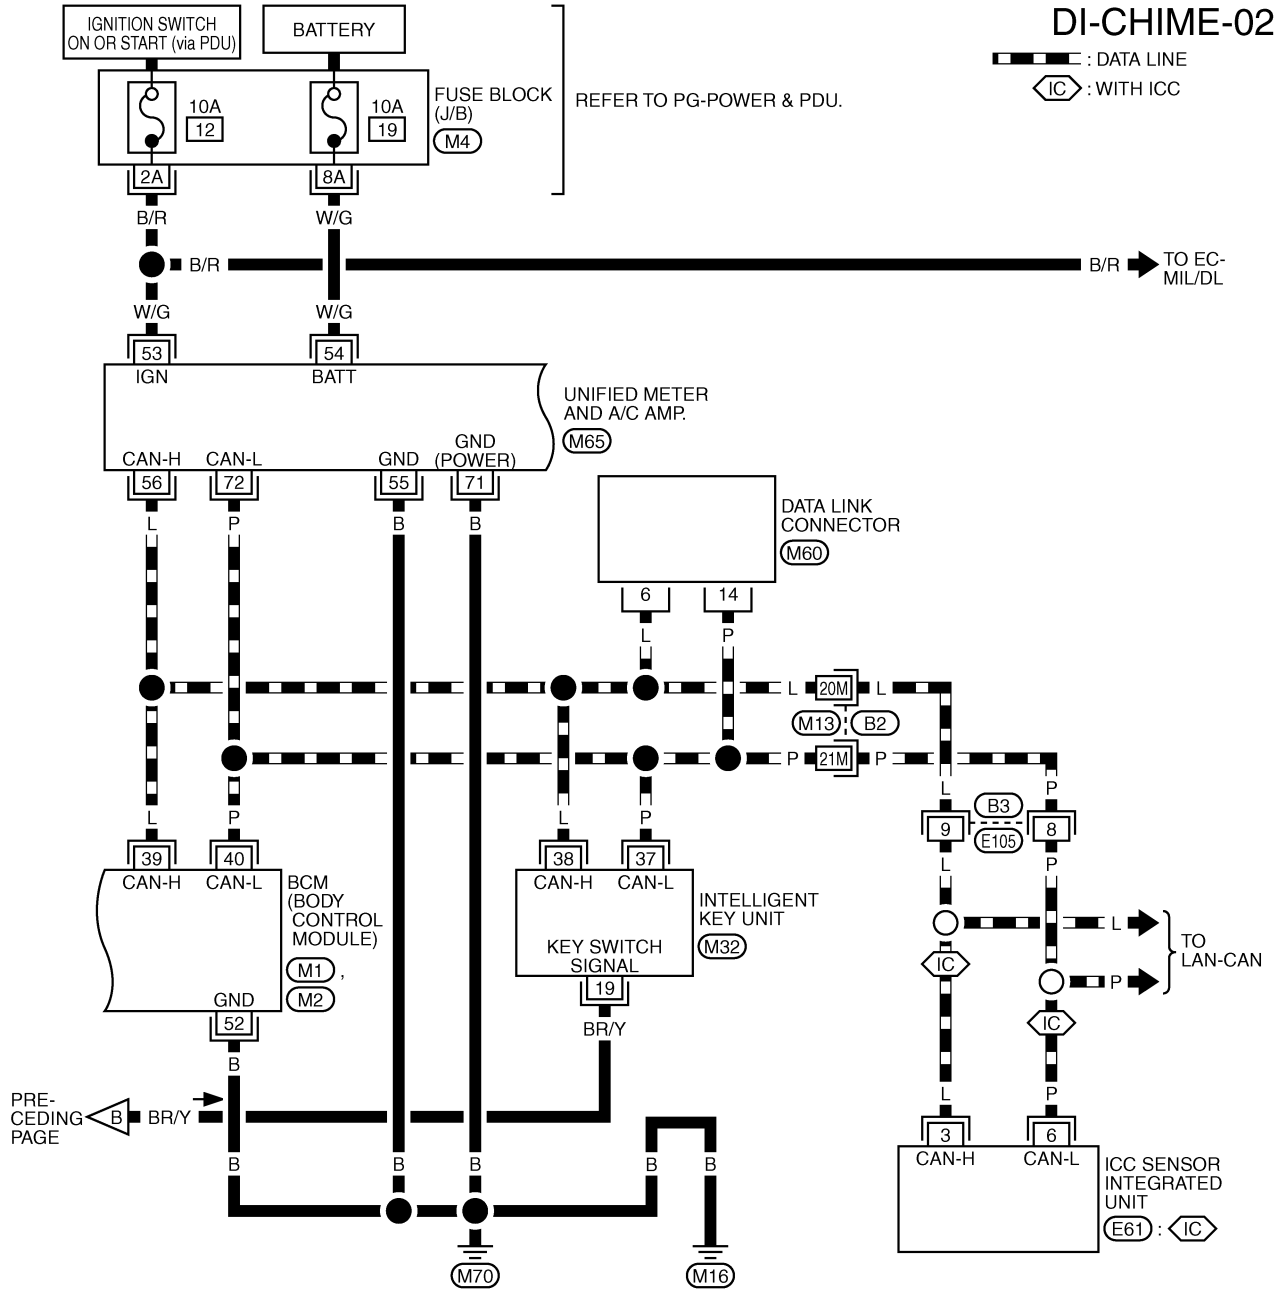 DI-CHIME-02
: DATA LINE
IC : WITH ICC
IGNITION SWITCH
ON OR START (via PDU)
BATTERY
10A
12
10A
19
FUSE BLOCK
(J/B)
M4
REFER TO PG-POWER & PDU.
2A
8A
B/R
W/G
B/R
B/R
TO EC-
MIL/DL
W/G
W/G
53
54
IGN
BATT
UNIFIED METER
AND A/C AMP.
M65
CAN-H
CAN-L
GND
GND
(POWER)
56
72
55
71
L
P
B
B
DATA LINK
CONNECTOR
M60
6
14
L
P
L
20M
L
M13
B2
P
21M
P
L
P
L
P
L
P
B3
9
8
E105
L
P
39
40
38
37
CAN-H
CAN-L
CAN-H
CAN-L
BCM
(BODY
CONTROL
MODULE)
M1 ,
M2
INTELLIGENT
KEY UNIT
M32
KEY SWITCH
SIGNAL
19
BR/Y
L
P
TO
LAN-CAN
IC
IC
GND
52
B
PRE-
CEDING
PAGE
B
BR/Y
L
P
B
B
B
B
B
3
6
CAN-H
CAN-L
ICC SENSOR
INTEGRATED
UNIT
E61 : IC
M70
M16